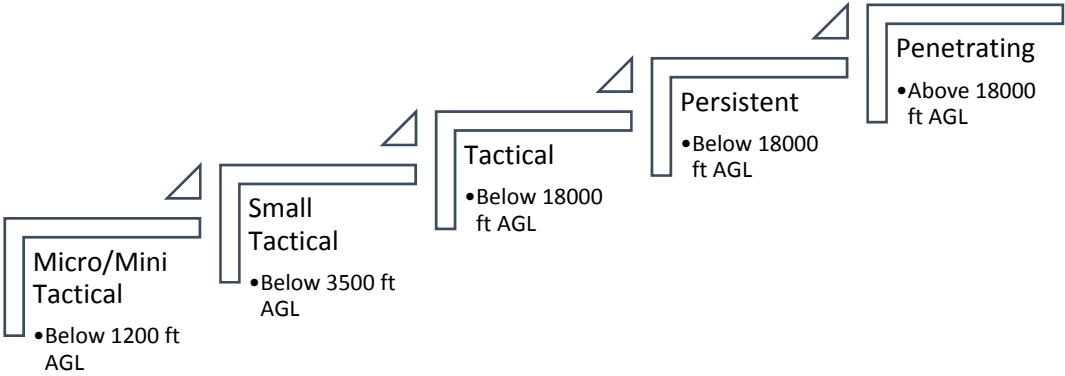 Micro/Mini
Tactical
•Below 1200 ft
AGL
Small
Tactical
•Below 3500 ft
AGL
Tactical
•Below 18000
ft AGL
Persistent
•Below 18000
ft AGL
Penetrating
•Above 18000
ft AGL